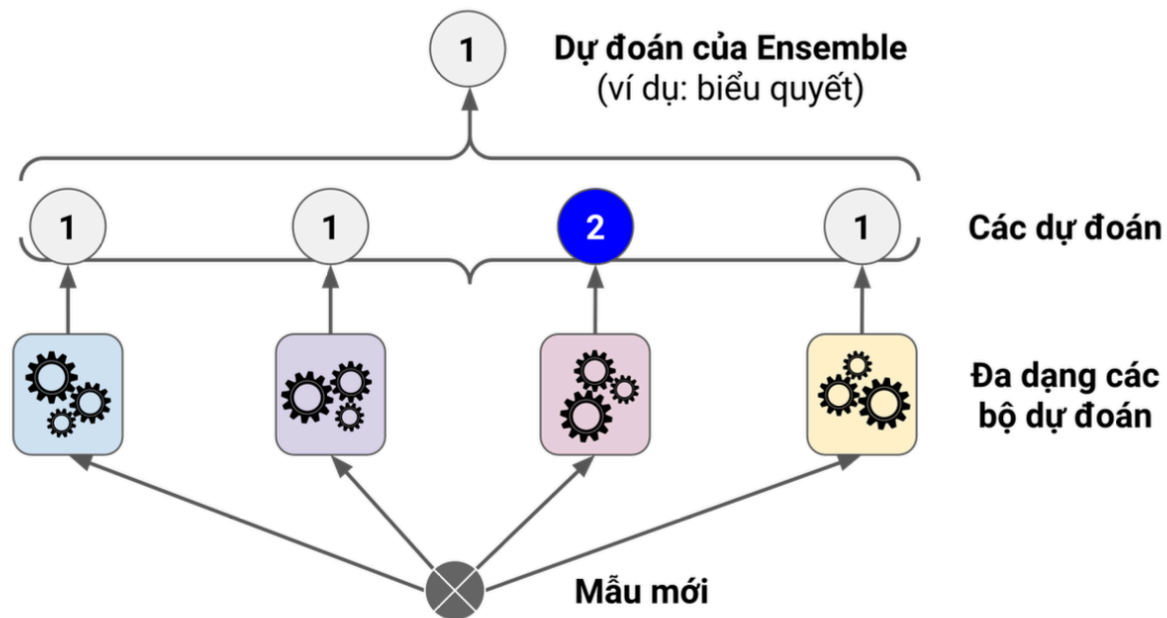 1
Dự đoán của Ensemble
(ví dụ: biểu quyết)
1 1 2 1
Các dự đoán
Đa dạng các
bộ dự đoán
Mẫu mới